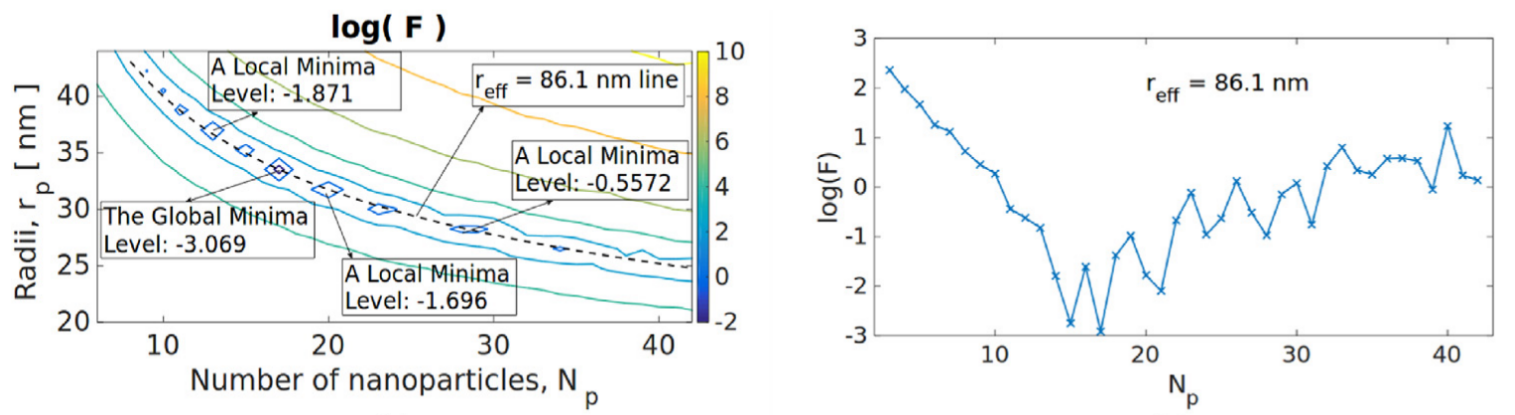 log( F )
A Local Minima
Level: -1.871
r_eff = 86.1 nm line
A Local Minima
Level: -0.5572
The Global Minima
Level: -3.069
A Local Minima
Level: -1.696
Radii, r_p [ nm ]
40
35
30
25
20
10
20
30
40
Number of nanoparticles, N_p
10
8
6
4
2
0
-2
r_eff = 86.1 nm
log(F)
3
2
1
0
-1
-2
-3
10
20
30
40
N_p